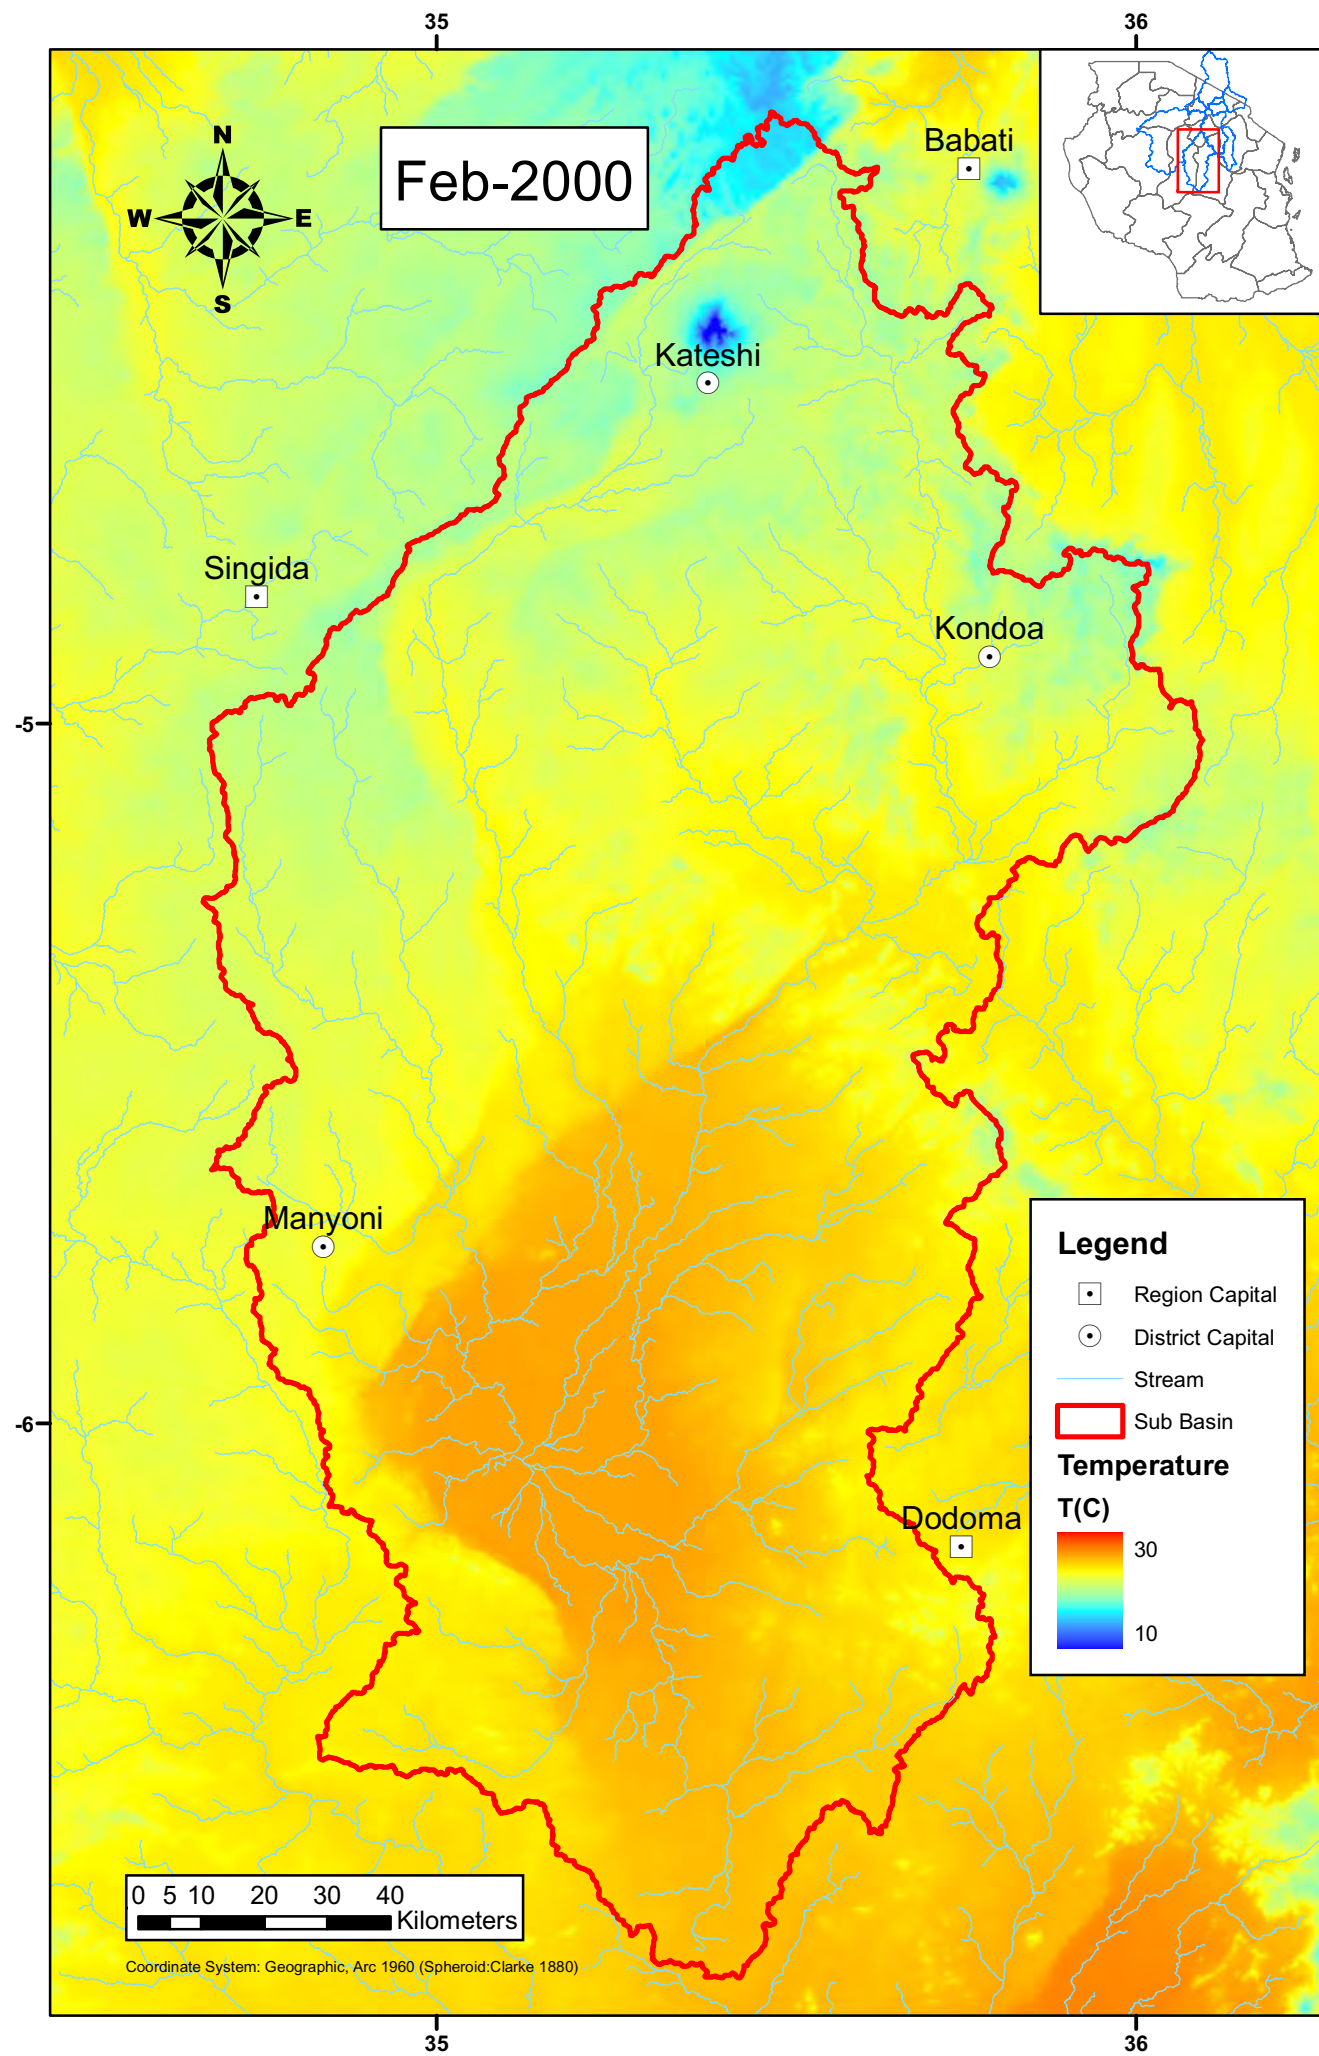 35
36
N
W
E
S
Feb-2000
Babati
Kateshi
Singida
Kondoa
-5
Manyoni
Legend
Region Capital
District Capital
Stream
Sub Basin
Temperature
T(C)
30
10
-6
Dodoma
0 5 10 20 30 40
Kilometers
Coordinate System: Geographic, Arc 1960 (Spheroid:Clarke 1880)
35
36